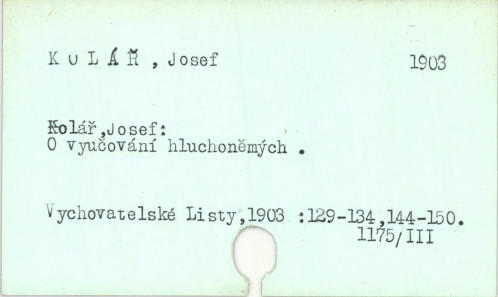 KOLÁŘ, Josef 1903
Kolář,Josef:
O vyučování hluchoněmých .
Vychovatelské Listy,1903 :129-134,144-150.
1175/III